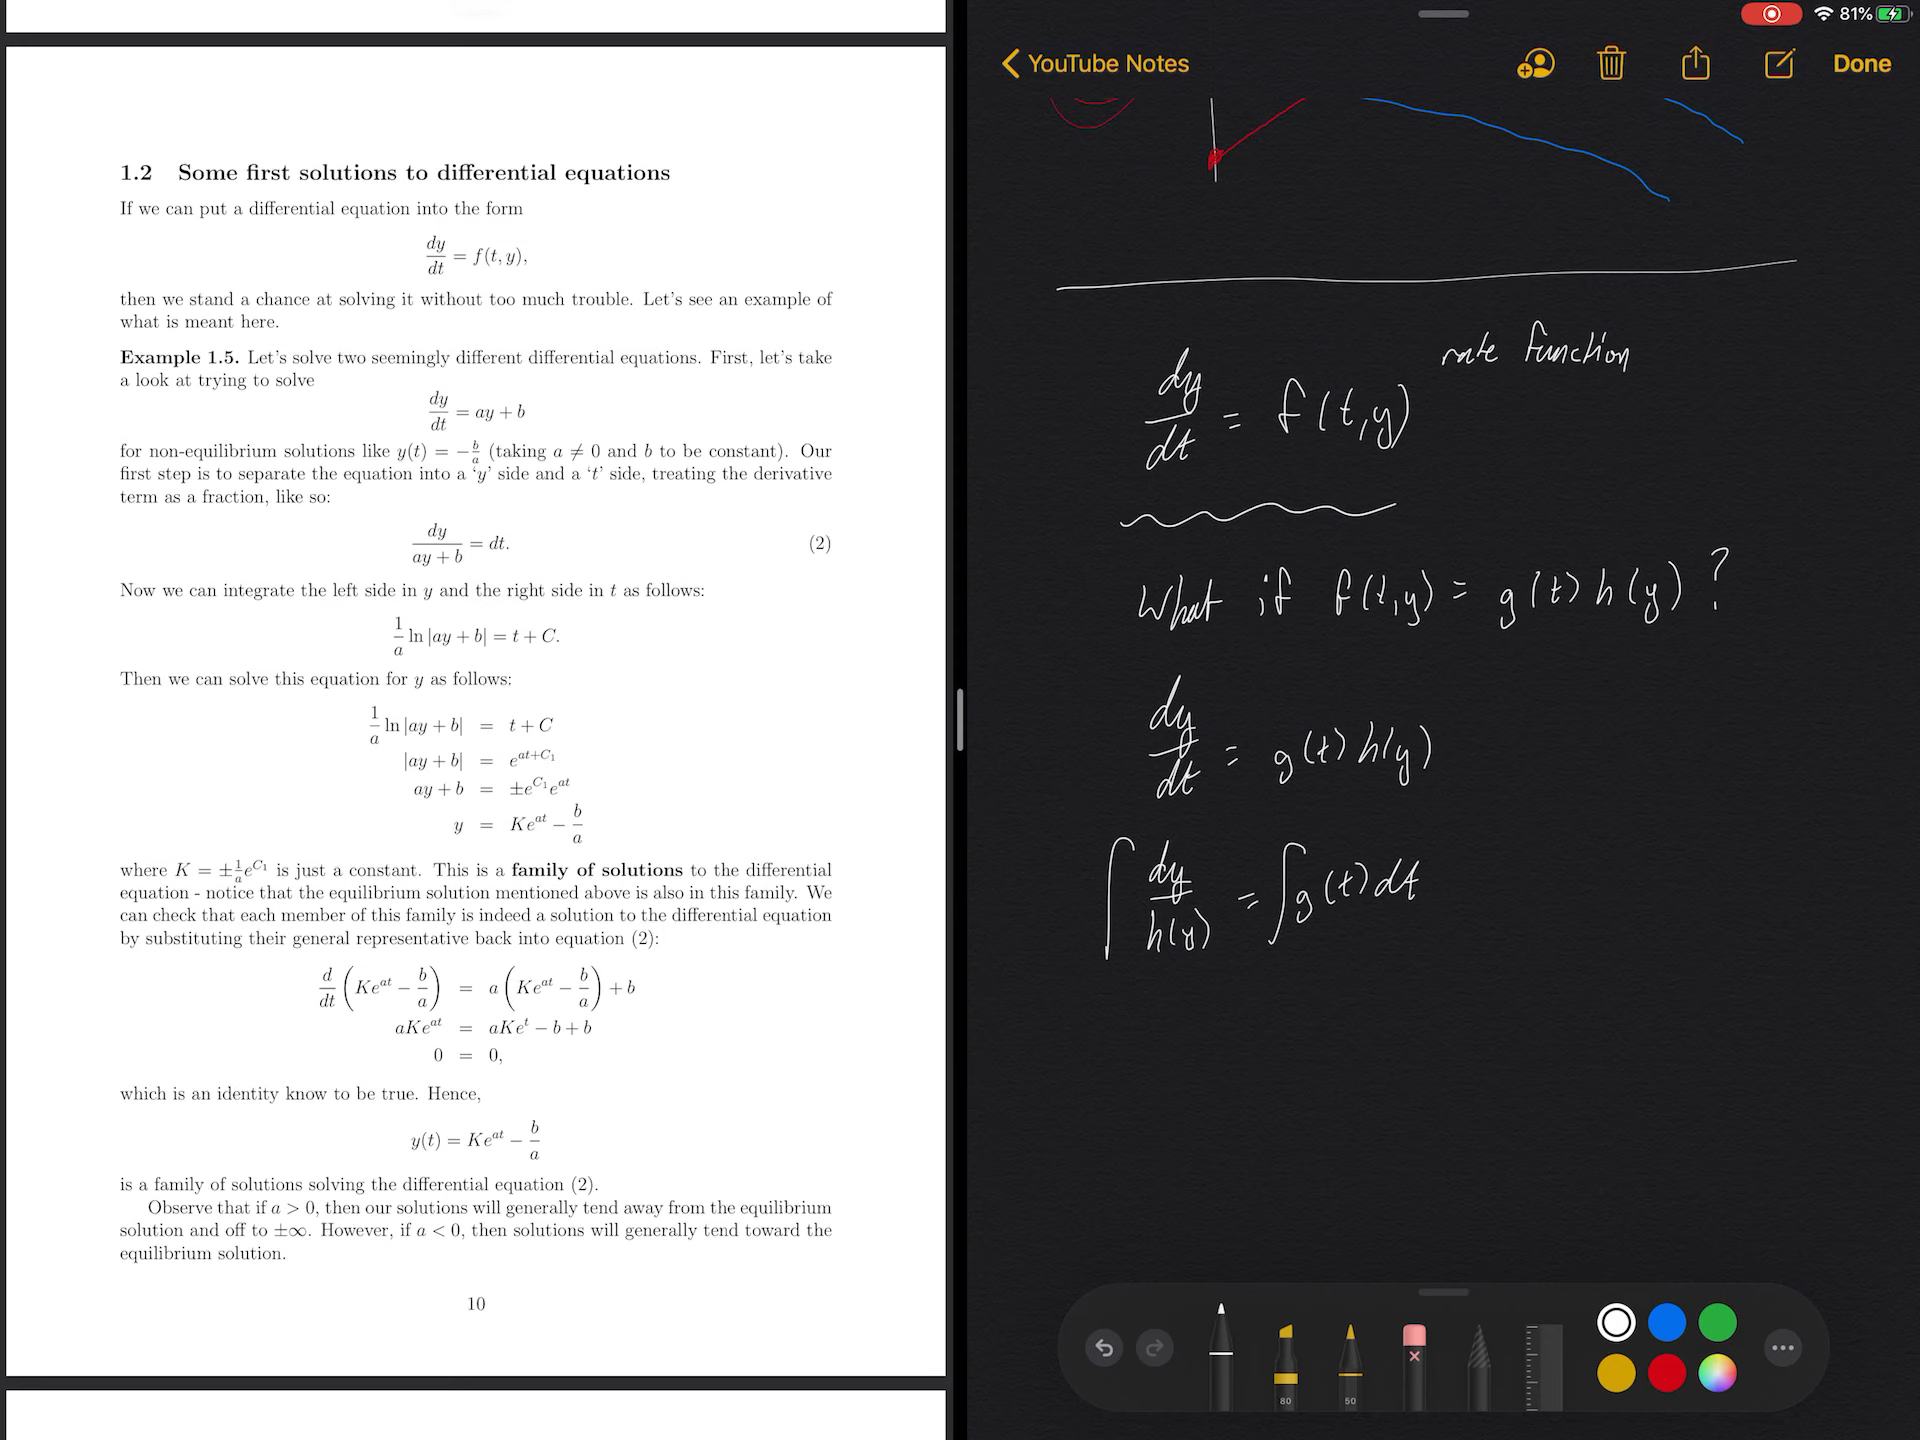 1.2 Some first solutions to differential equations
If we can put a differential equation into the form
dy/dt = f(t, y),
then we stand a chance at solving it without too much trouble. Let's see an example of
what is meant here.
Example 1.5. Let's solve two seemingly different differential equations. First, let's take
a look at trying to solve
dy/dt = ay + b
for non-equilibrium solutions like y(t) = −b/a (taking a ≠ 0 and b to be constant). Our
first step is to separate the equation into a 'y' side and a 't' side, treating the derivative
term as a fraction, like so:
dy/(ay + b) = dt. (2)
Now we can integrate the left side in y and the right side in t as follows:
1/a ln |ay + b| = t + C.
Then we can solve this equation for y as follows:
1/a ln |ay + b| = t + C
|ay + b| = e^(at+C₁)
ay + b = ±e^(C₁)e^(at)
y = Ke^(at) − b/a
where K = ±1/a e^(C₁) is just a constant. This is a family of solutions to the differential
equation - notice that the equilibrium solution mentioned above is also in this family. We
can check that each member of this family is indeed a solution to the differential equation
by substituting their general representative back into equation (2):
d/dt (Ke^(at) − b/a) = a (Ke^(at) − b/a) + b
aKe^(at) = aKe^t − b + b
0 = 0,
which is an identity know to be true. Hence,
y(t) = Ke^(at) − b/a
is a family of solutions solving the differential equation (2).
Observe that if a > 0, then our solutions will generally tend away from the equilibrium
solution and off to ±∞. However, if a < 0, then solutions will generally tend toward the
equilibrium solution.
10
81%
YouTube Notes
Done
rate function
dy/dt = f(t,y)
What if f(t,y) = g(t) h(y) ?
dy/dt = g(t) h(y)
∫ dy/h(y) = ∫ g(t) dt
80
50